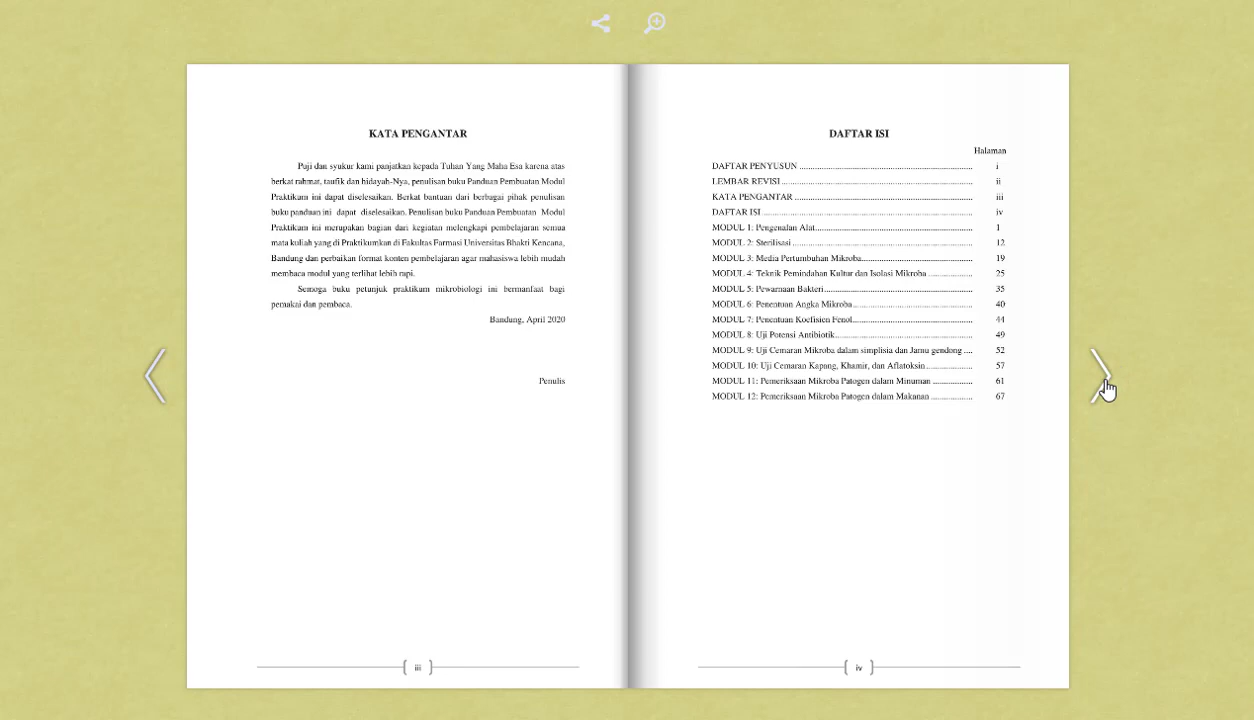 KATA PENGANTAR
Puji dan syukur kami panjatkan kepada Tuhan Yang Maha Esa karena atas
berkat rahmat, taufik dan hidayah-Nya, penulisan buku Panduan Pembuatan Modul
Praktikum ini dapat diselesaikan. Berkat bantuan dari berbagai pihak penulisan
buku panduan ini dapat diselesaikan. Penulisan buku Panduan Pembuatan Modul
Praktikum ini merupakan bagian dari kegiatan melengkapi pembelajaran semua
mata kuliah yang di Praktikumkan di Fakultas Farmasi Universitas Bhakti Kencana,
Bandung dan perbaikan format konten pembelajaran agar mahasiswa lebih mudah
membaca modul yang terlihat lebih rapi.
Semoga buku petunjuk praktikum mikrobiologi ini bermanfaat bagi
pemakai dan pembaca.
Bandung, April 2020
Penulis
iii
DAFTAR ISI
Halaman
DAFTAR PENYUSUN i
LEMBAR REVISI ii
KATA PENGANTAR iii
DAFTAR ISI iv
MODUL 1: Pengenalan Alat 1
MODUL 2: Sterilisasi 12
MODUL 3: Media Pertumbuhan Mikroba 19
MODUL 4: Teknik Pemindahan Kultur dan Isolasi Mikroba 25
MODUL 5: Pewarnaan Bakteri 35
MODUL 6: Penentuan Angka Mikroba 40
MODUL 7: Penentuan Koefisien Fenol 44
MODUL 8: Uji Potensi Antibiotik 49
MODUL 9: Uji Cemaran Mikroba dalam simplisia dan Jamu gendong 52
MODUL 10: Uji Cemaran Kapang, Khamir, dan Aflatoksin 57
MODUL 11: Pemeriksaan Mikroba Patogen dalam Minuman 61
MODUL 12: Pemeriksaan Mikroba Patogen dalam Makanan 67
iv